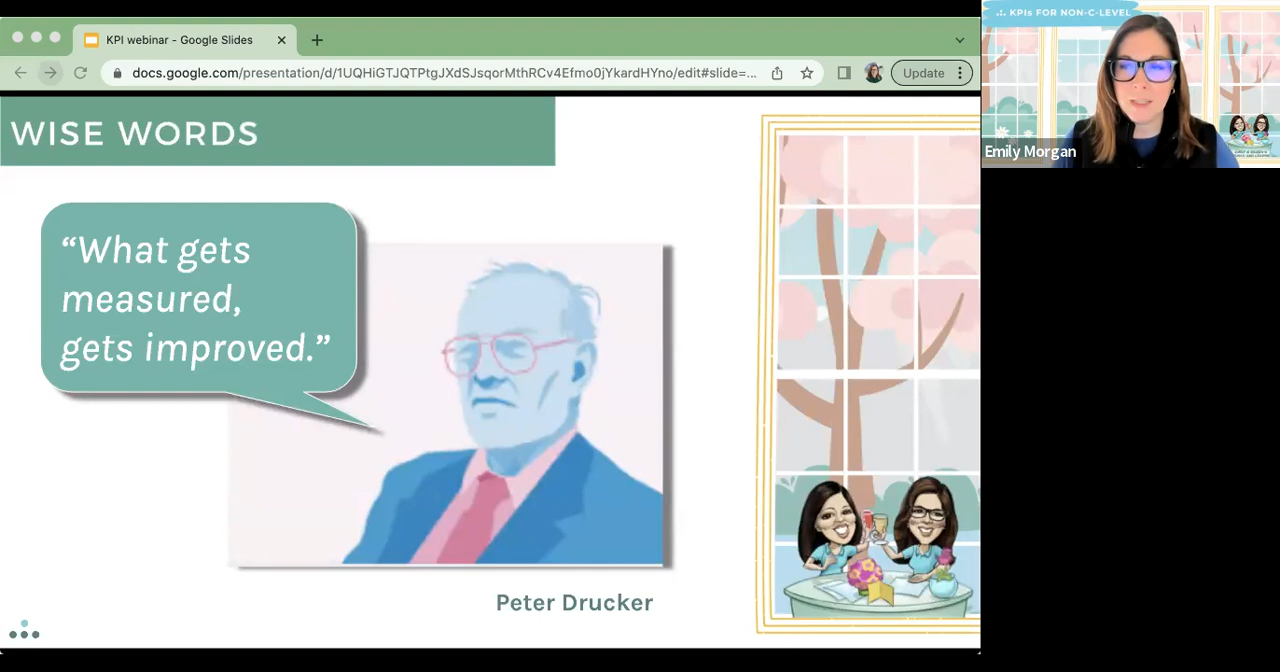 KPI webinar - Google Slides
docs.google.com/presentation/d/1UQHiGTJQTPtgJXdSJsqorMthRCv4Efmo0jYkardHYno/edit#slide=...
Update
WISE WORDS
“What gets
measured,
gets improved.”
Peter Drucker
KPIs FOR NON-C-LEVEL
Emily Morgan